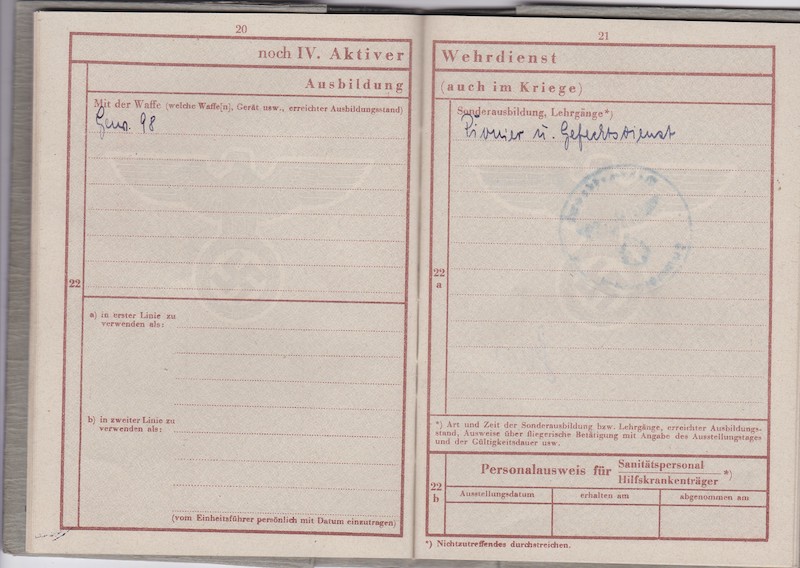 20
noch IV. Aktiver
Ausbildung
Mit der Waffe (welche Waffe[n], Gerät usw., erreichter Ausbildungsstand)
Gew. 98
22
a) in erster Linie zu
verwenden als:
b) in zweiter Linie zu
verwenden als:
(vom Einheitsführer persönlich mit Datum einzutragen)
21
Wehrdienst
(auch im Kriege)
Sonderausbildung, Lehrgänge*)
Pionier u. Gefechtsdienst
22
a
*) Art und Zeit der Sonderausbildung bzw. Lehrgänge, erreichter Ausbildungs-
stand, Ausweise über fliegerische Betätigung mit Angabe des Ausstellungstages
und der Gültigkeitsdauer usw.
22
b
Personalausweis für Sanitätspersonal *)
Hilfskrankenträger
Ausstellungsdatum erhalten am abgenommen am
*) Nichtzutreffendes durchstreichen.